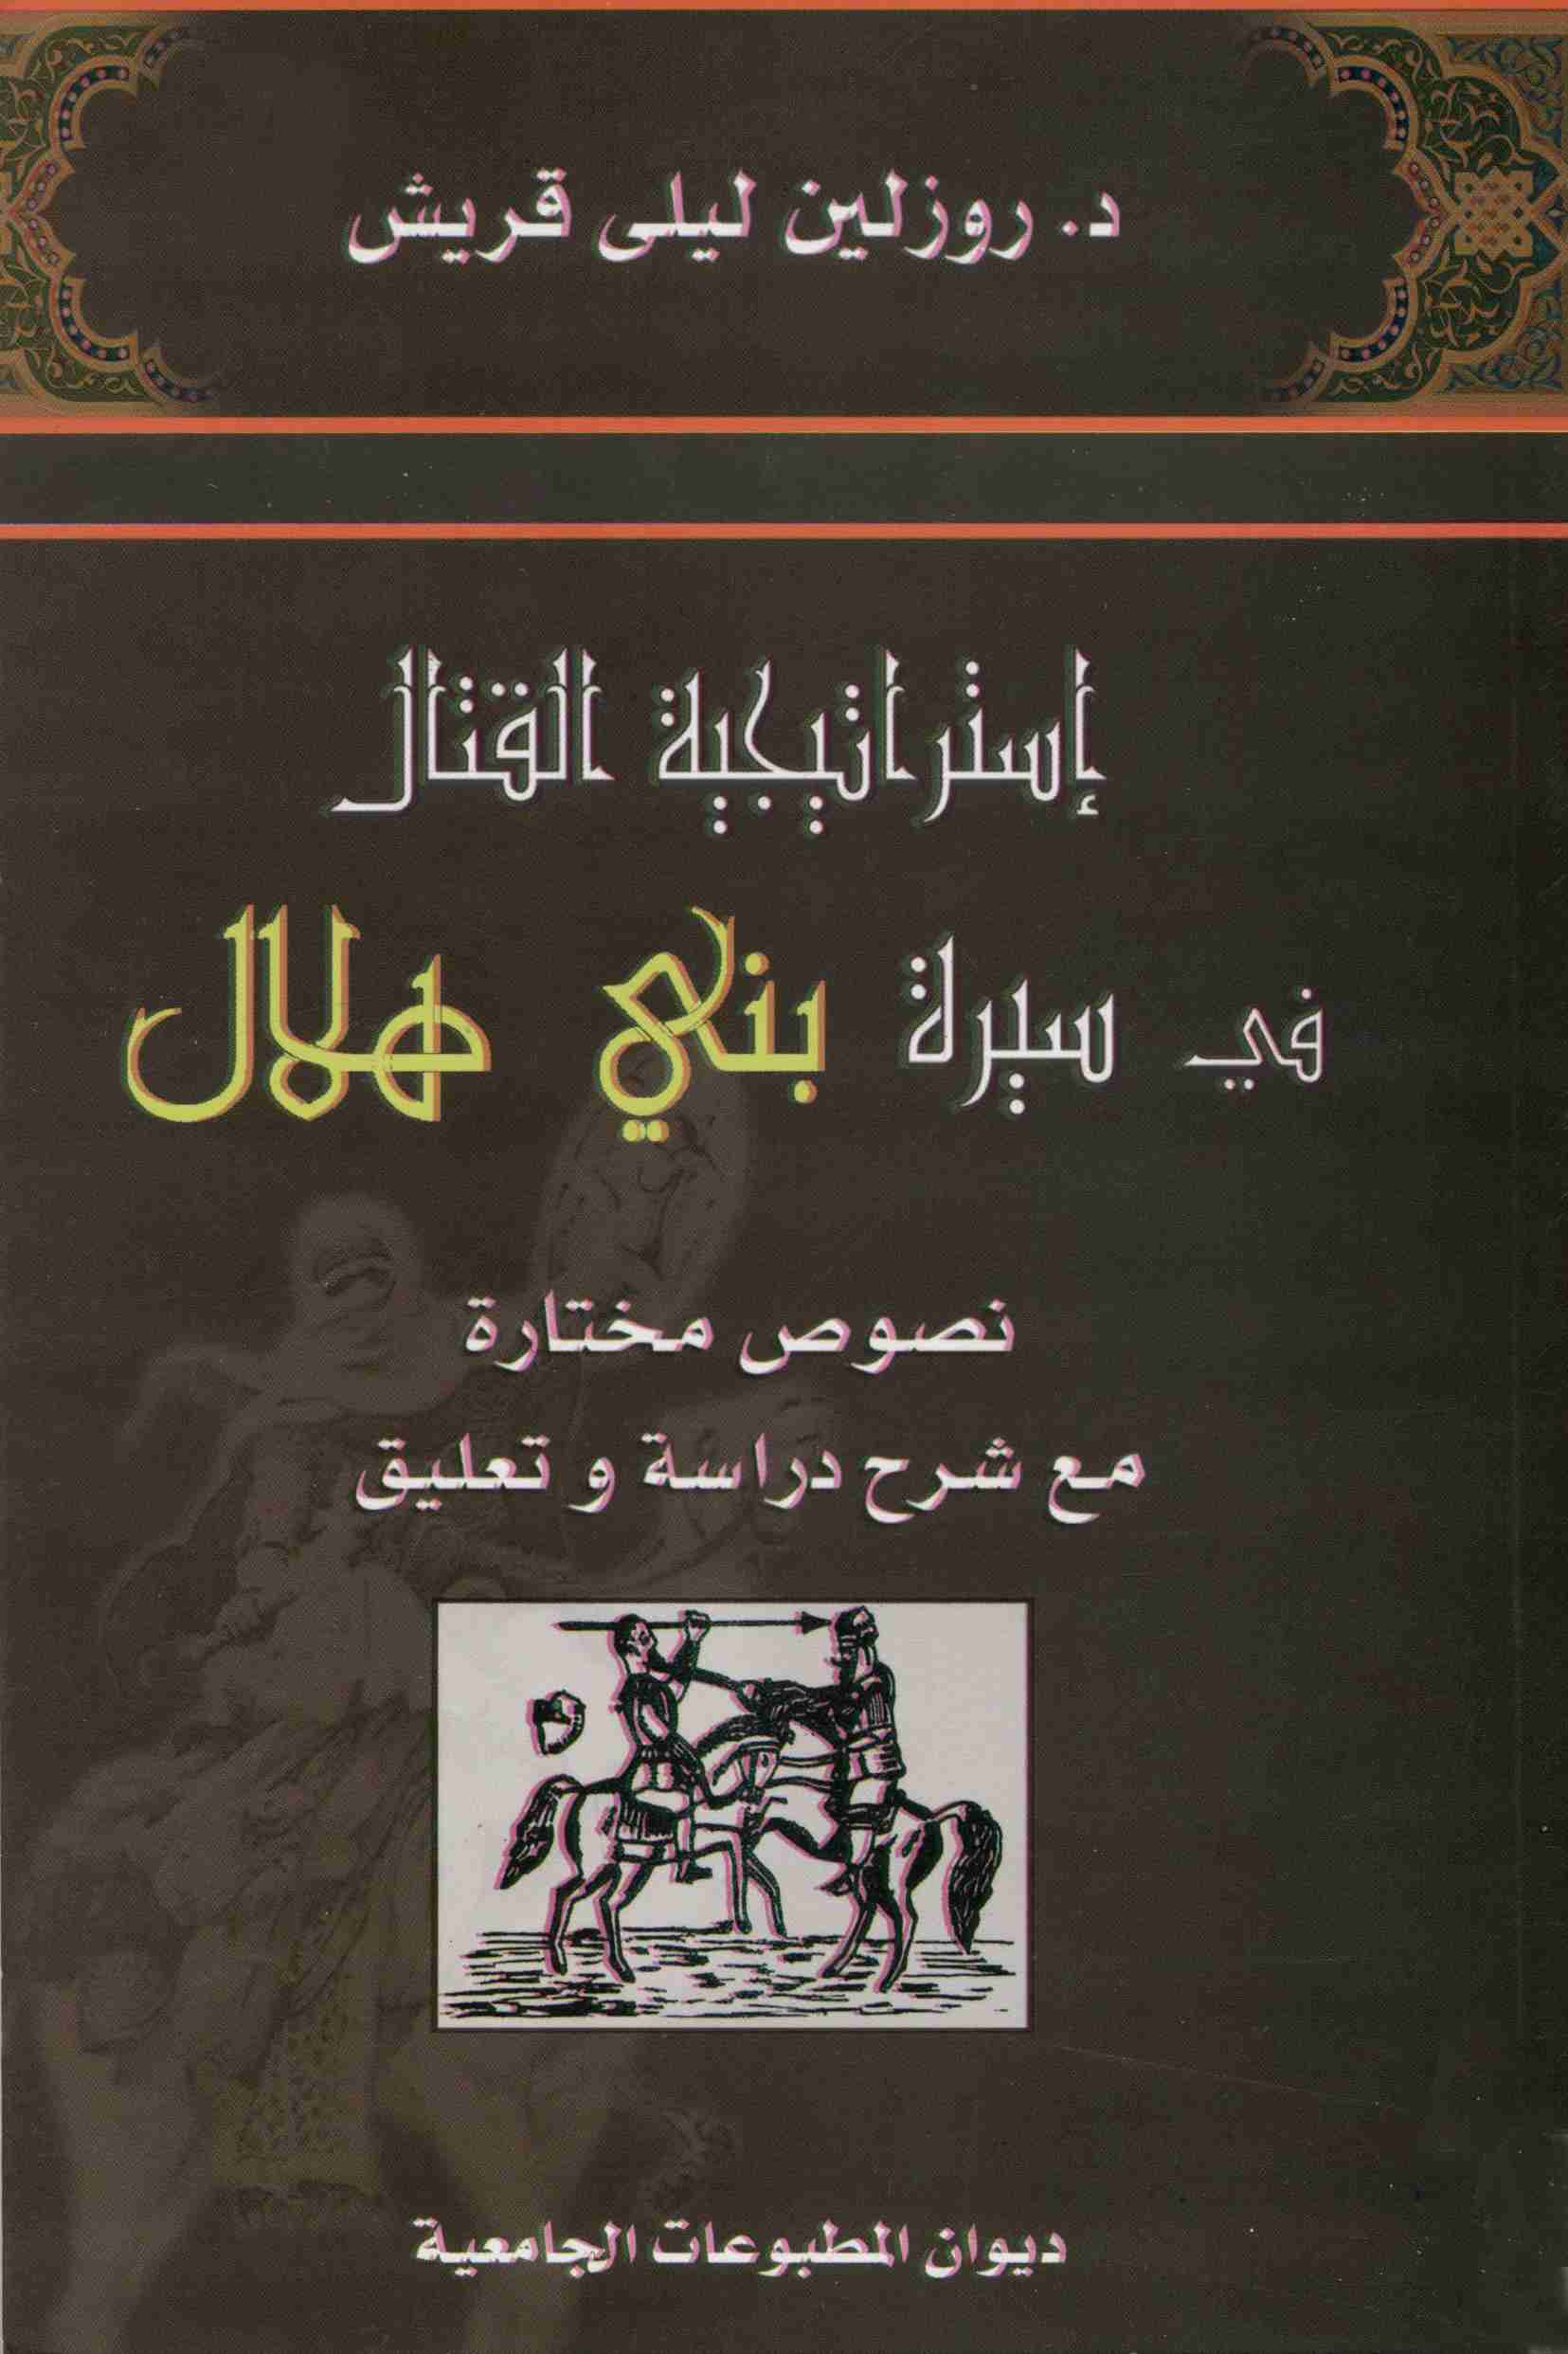 د. روزلين ليلى قريش
إستراتيجية القتال
في سيرة بني هلال
نصوص مختارة
مع شرح دراسة و تعليق
ديوان المطبوعات الجامعية